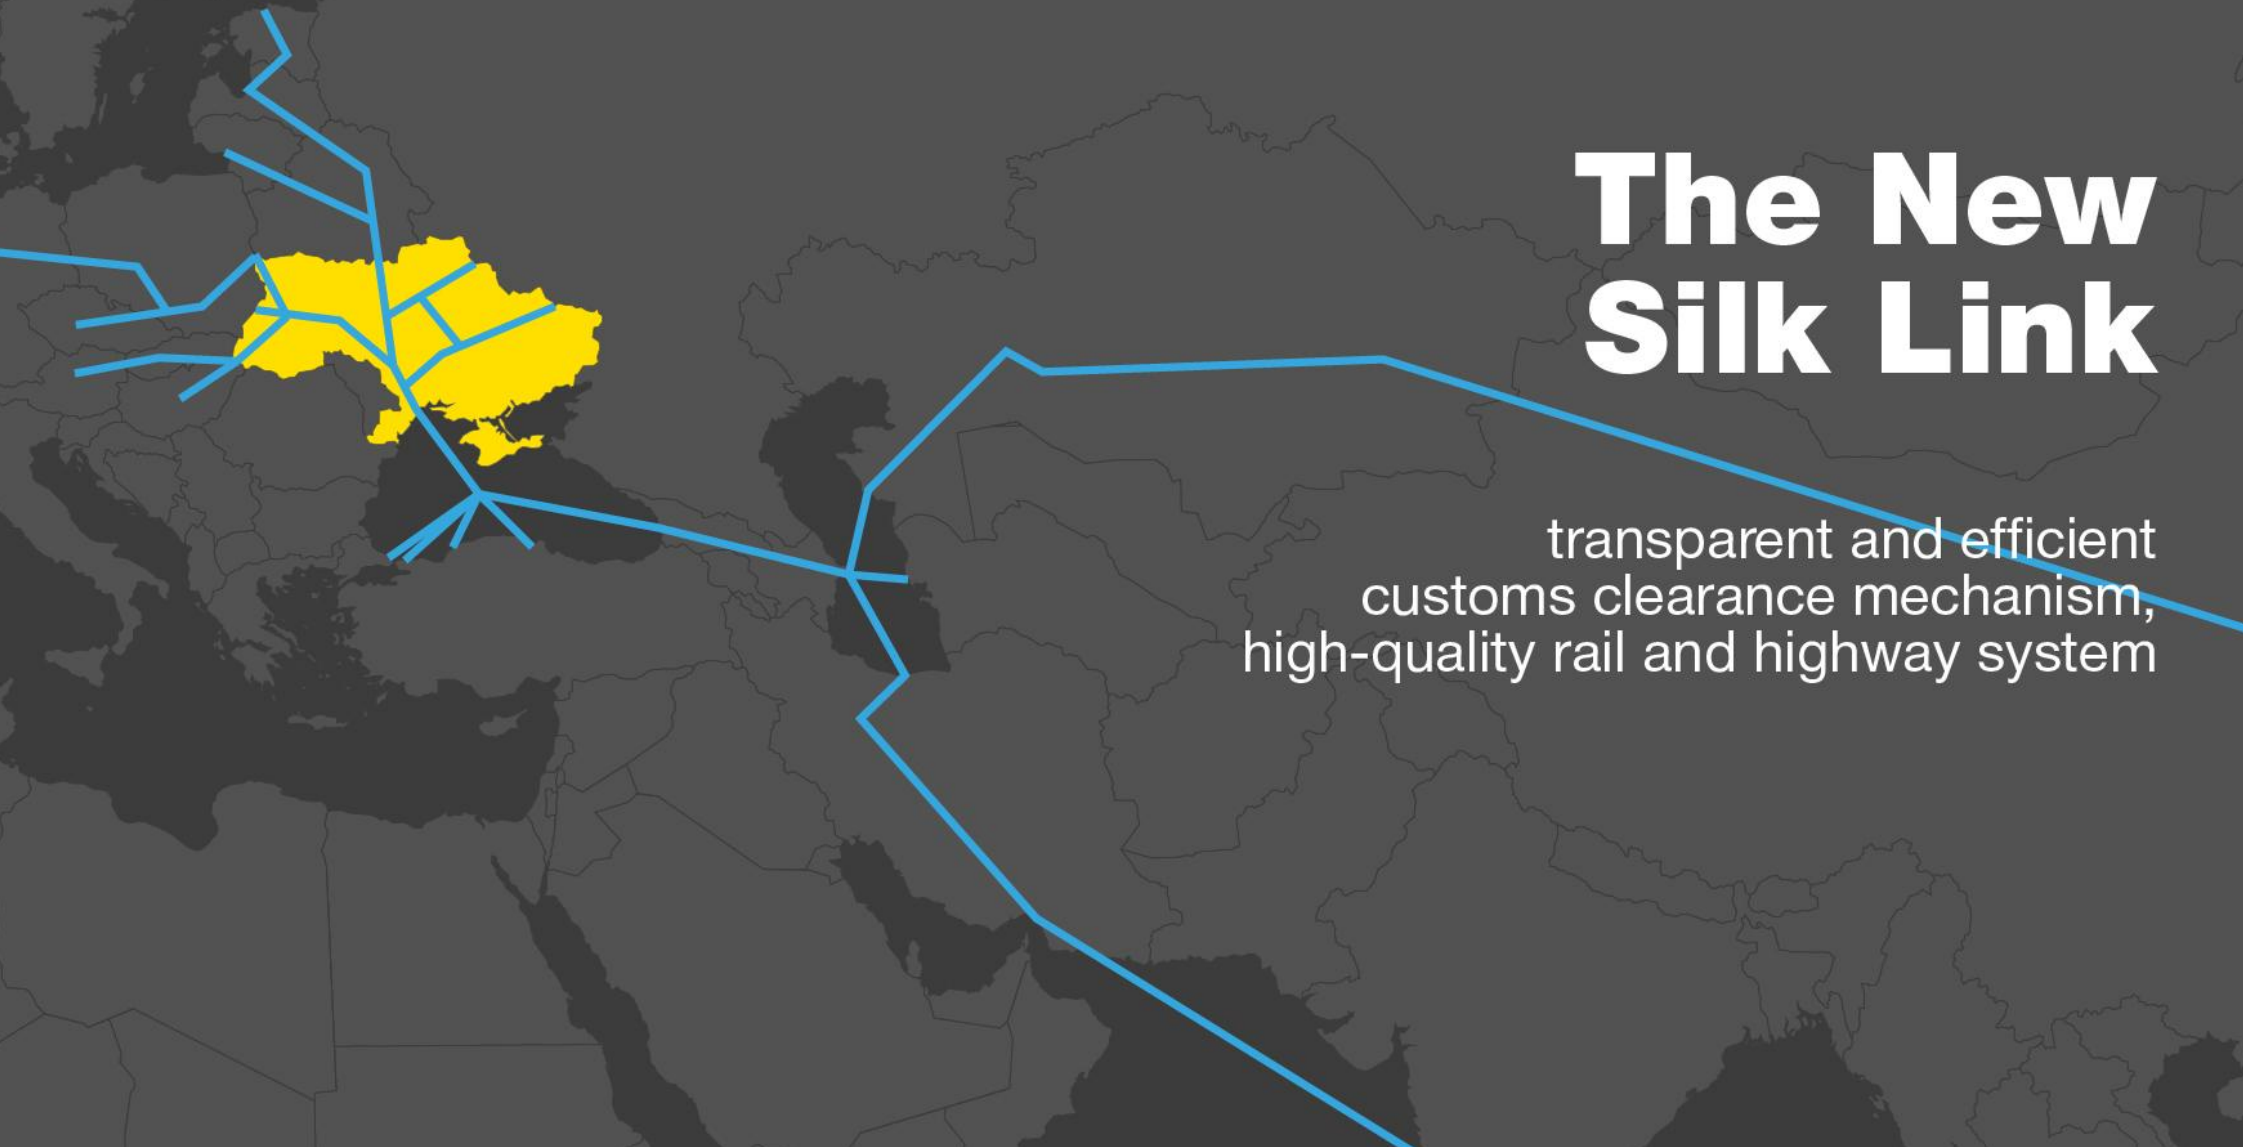 The New
Silk Link
transparent and efficient
customs clearance mechanism,
high-quality rail and highway system